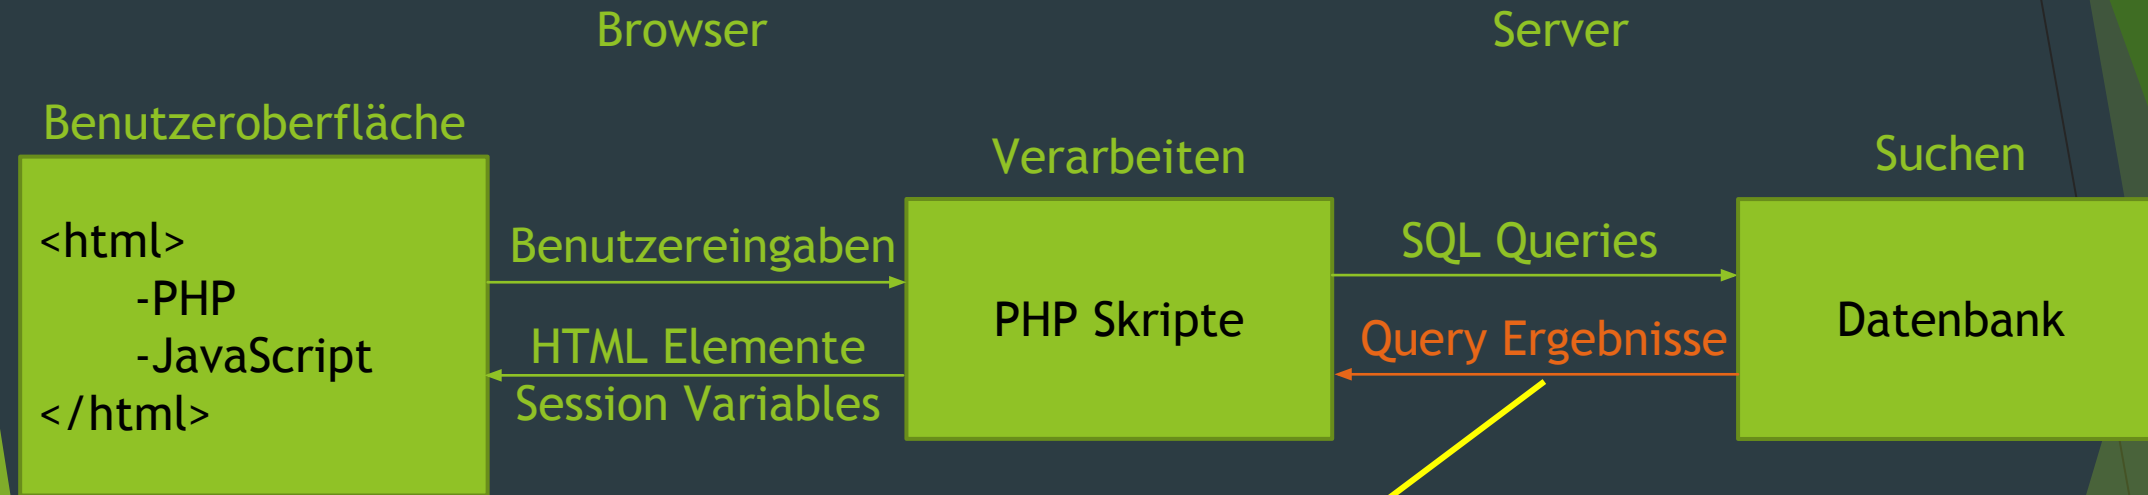 Browser
Server
Benutzeroberfläche
Verarbeiten
Suchen
<html>
-PHP
-JavaScript
</html>
Benutzereingaben
HTML Elemente
Session Variables
PHP Skripte
SQL Queries
Query Ergebnisse
Datenbank